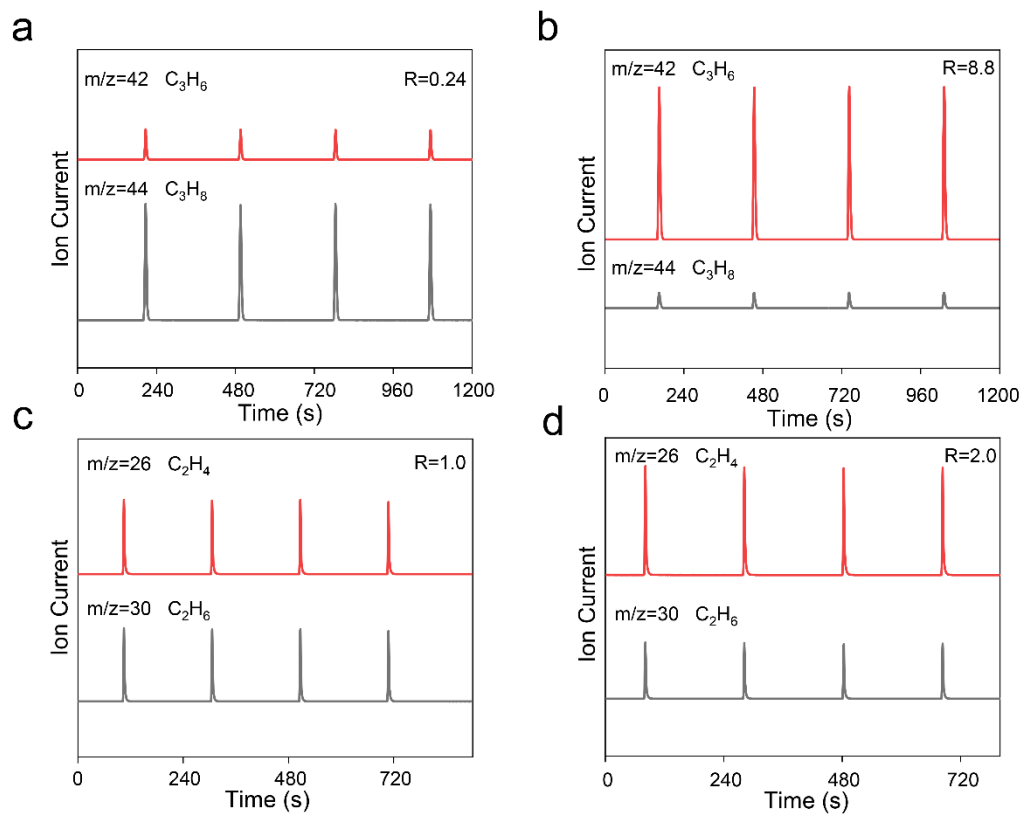 a
m/z=42 C₃H₆ R=0.24
m/z=44 C₃H₈
Ion Current
0 240 480 720 960 1200
Time (s)
b
m/z=42 C₃H₆ R=8.8
m/z=44 C₃H₈
Ion Current
0 240 480 720 960 1200
Time (s)
c
m/z=26 C₂H₄ R=1.0
m/z=30 C₂H₆
Ion Current
0 240 480 720
Time (s)
d
m/z=26 C₂H₄ R=2.0
m/z=30 C₂H₆
Ion Current
0 240 480 720
Time (s)